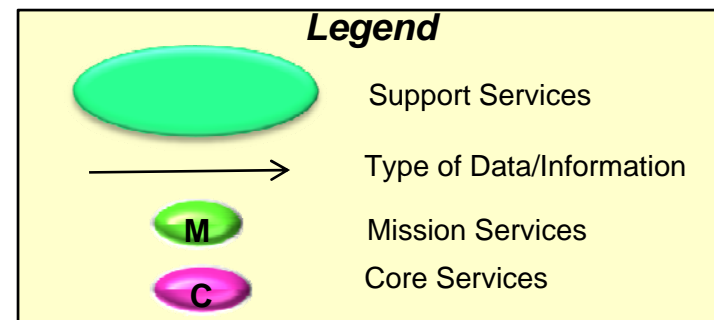 Legend
Support Services
Type of Data/Information
M Mission Services
C Core Services